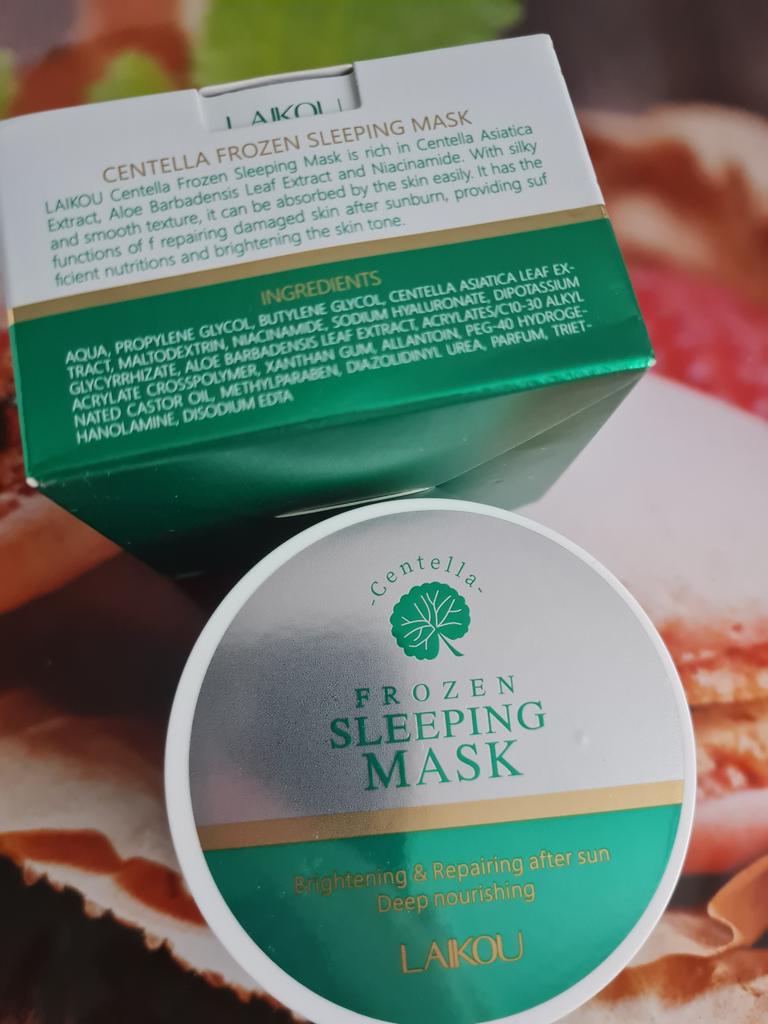 LAIKOU
CENTELLA FROZEN SLEEPING MASK
LAIKOU Centella Frozen Sleeping Mask is rich in Centella Asiatica
Extract, Aloe Barbadensis Leaf Extract and Niacinamide. With silky
and smooth texture, it can be absorbed by the skin easily. It has the
functions of f repairing damaged skin after sunburn, providing suf
ficient nutritions and brightening the skin tone.
INGREDIENTS
AQUA, PROPYLENE GLYCOL, BUTYLENE GLYCOL, CENTELLA ASIATICA LEAF EX-
TRACT, MALTODEXTRIN, NIACINAMIDE, SODIUM HYALURONATE, DIPOTASSIUM
GLYCYRRHIZATE, ALOE BARBADENSIS LEAF EXTRACT, ACRYLATES/C10-30 ALKYL
ACRYLATE CROSSPOLYMER, XANTHAN GUM, ALLANTOIN, PEG-40 HYDROGE-
NATED CASTOR OIL, METHYLPARABEN, DIAZOLIDINYL UREA, PARFUM, TRIET-
HANOLAMINE, DISODIUM EDTA
-Centella-
FROZEN
SLEEPING
MASK
Brightening & Repairing after sun
Deep nourishing
LAIKOU